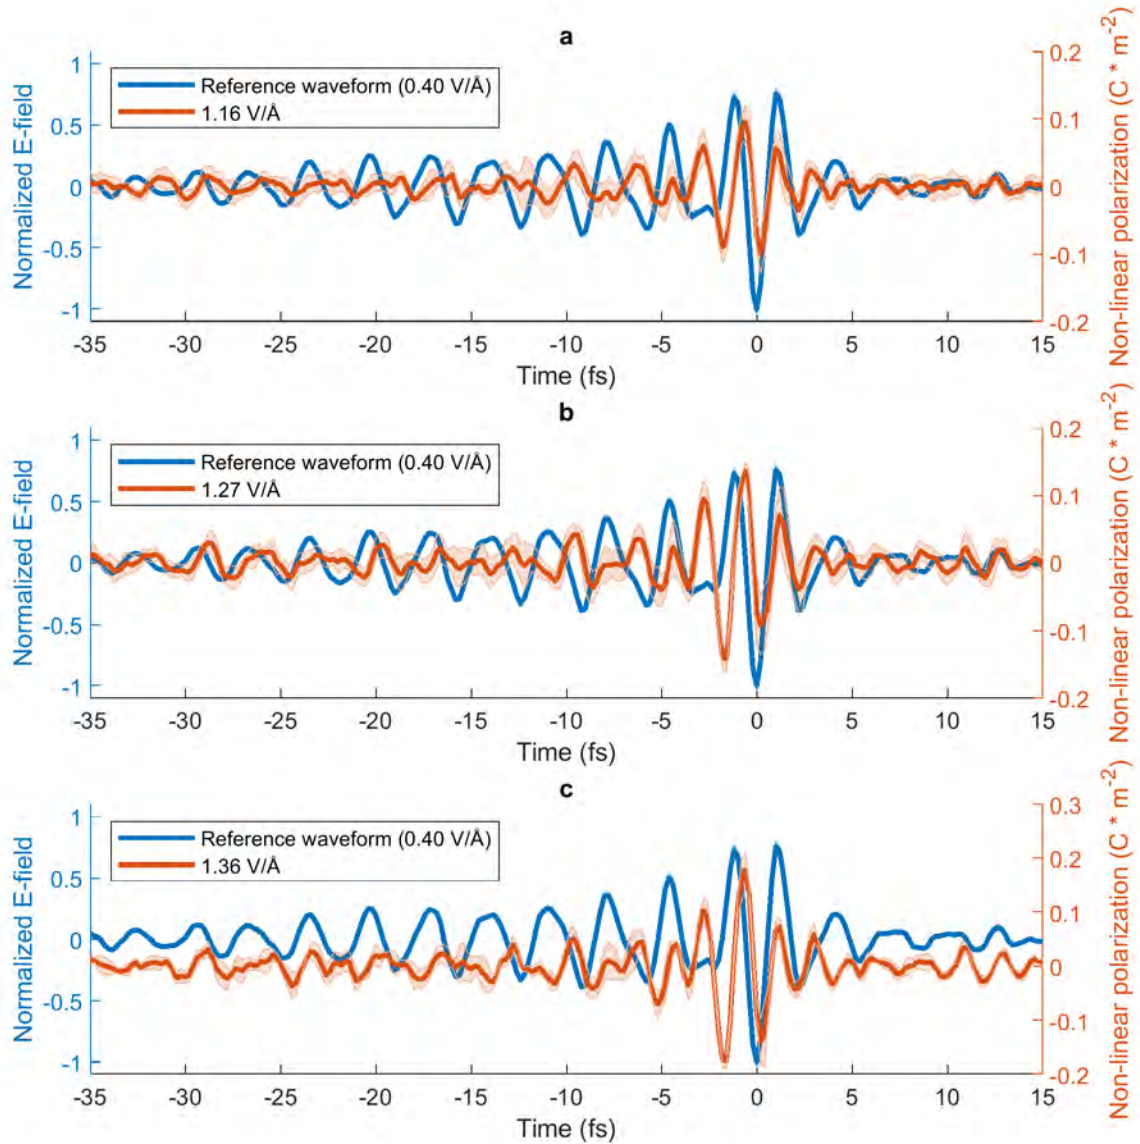 a
Normalized E-field
1
0.5
0
-0.5
-1
Reference waveform (0.40 V/Å)
1.16 V/Å
0.2
0.1
0
-0.1
-0.2
Non-linear polarization (C * m-2)
-35 -30 -25 -20 -15 -10 -5 0 5 10 15
Time (fs)
b
Normalized E-field
1
0.5
0
-0.5
-1
Reference waveform (0.40 V/Å)
1.27 V/Å
0.2
0.1
0
-0.1
-0.2
Non-linear polarization (C * m-2)
-35 -30 -25 -20 -15 -10 -5 0 5 10 15
Time (fs)
c
Normalized E-field
1
0.5
0
-0.5
-1
Reference waveform (0.40 V/Å)
1.36 V/Å
0.3
0.2
0.1
0
-0.1
-0.2
Non-linear polarization (C * m-2)
-35 -30 -25 -20 -15 -10 -5 0 5 10 15
Time (fs)